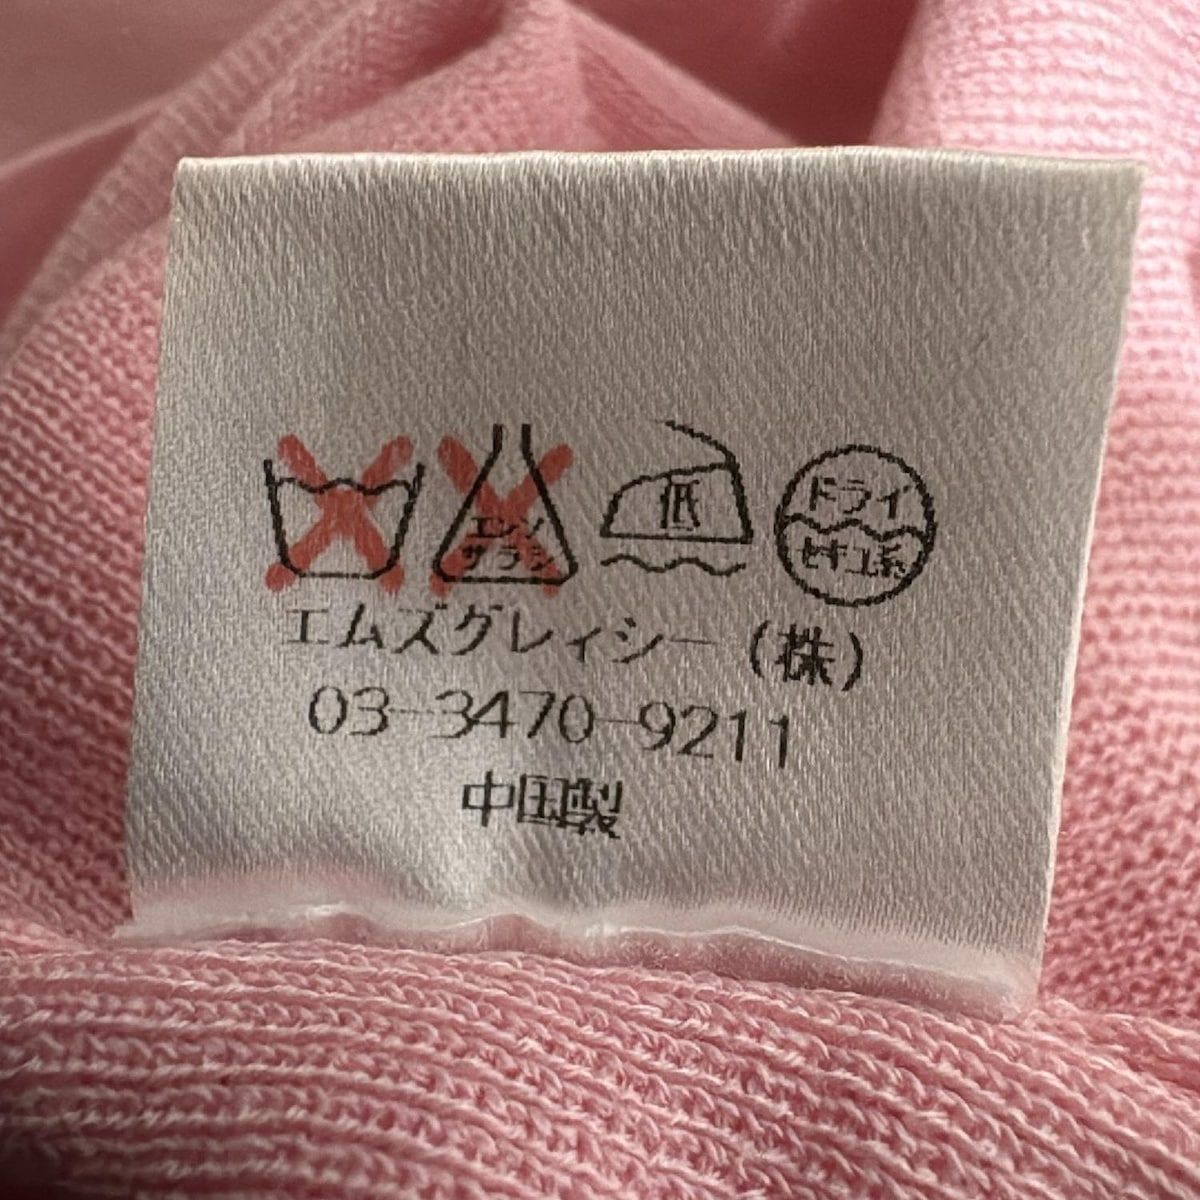 エンソ
サラシ
低
ドライ
セキユ系
エムズグレィシー(株)
03-3470-9211
中国製